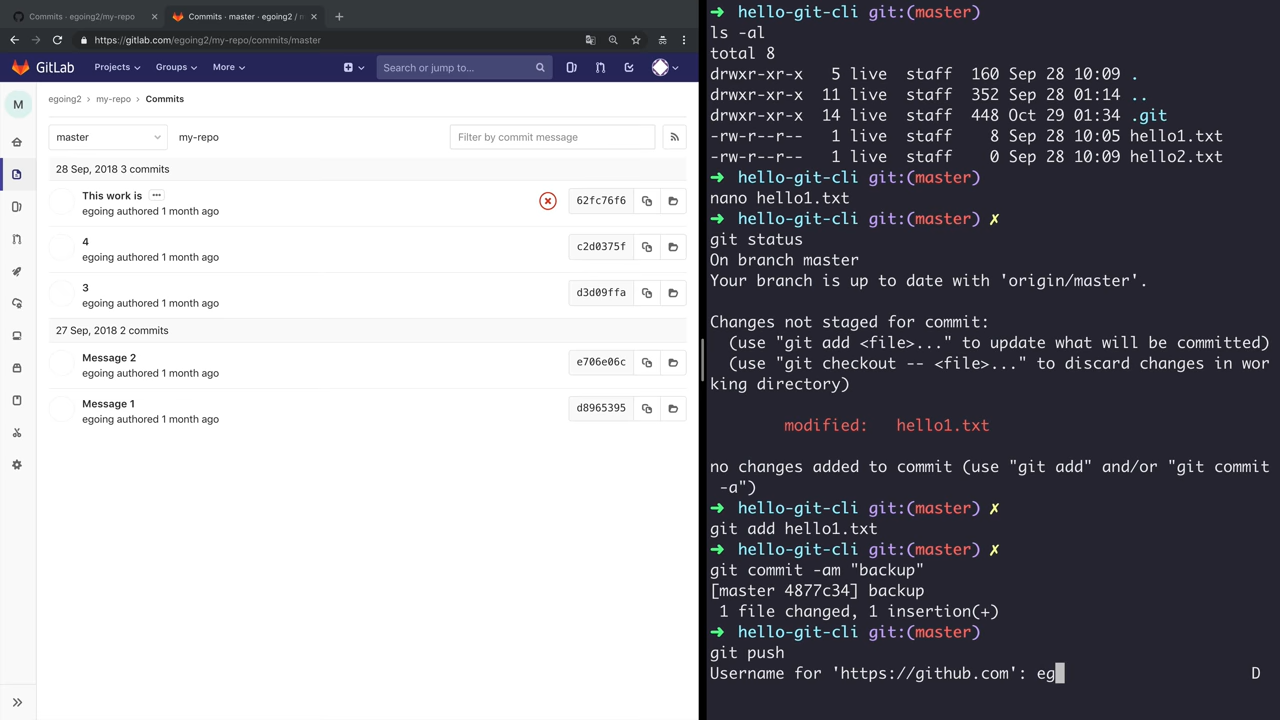 Commits · egoing2/my-repo
Commits · master · egoing2 / m
https://gitlab.com/egoing2/my-repo/commits/master
GitLab
Projects
Groups
More
Search or jump to...
M
egoing2
my-repo
Commits
master
my-repo
Filter by commit message
28 Sep, 2018 3 commits
This work is
egoing authored 1 month ago
62fc76f6
4
egoing authored 1 month ago
c2d0375f
3
egoing authored 1 month ago
d3d09ffa
27 Sep, 2018 2 commits
Message 2
egoing authored 1 month ago
e706e06c
Message 1
egoing authored 1 month ago
d8965395
➜ hello-git-cli git:(master)
ls -al
total 8
drwxr-xr-x 5 live staff 160 Sep 28 10:09 .
drwxr-xr-x 11 live staff 352 Sep 28 01:14 ..
drwxr-xr-x 14 live staff 448 Oct 29 01:34 .git
-rw-r--r-- 1 live staff 8 Sep 28 10:05 hello1.txt
-rw-r--r-- 1 live staff 0 Sep 28 10:09 hello2.txt
➜ hello-git-cli git:(master)
nano hello1.txt
➜ hello-git-cli git:(master) ✗
git status
On branch master
Your branch is up to date with 'origin/master'.
Changes not staged for commit:
(use "git add <file>..." to update what will be committed)
(use "git checkout -- <file>..." to discard changes in wor
king directory)
modified: hello1.txt
no changes added to commit (use "git add" and/or "git commit
-a")
➜ hello-git-cli git:(master) ✗
git add hello1.txt
➜ hello-git-cli git:(master) ✗
git commit -am "backup"
[master 4877c34] backup
1 file changed, 1 insertion(+)
➜ hello-git-cli git:(master)
git push
Username for 'https://github.com': eg D